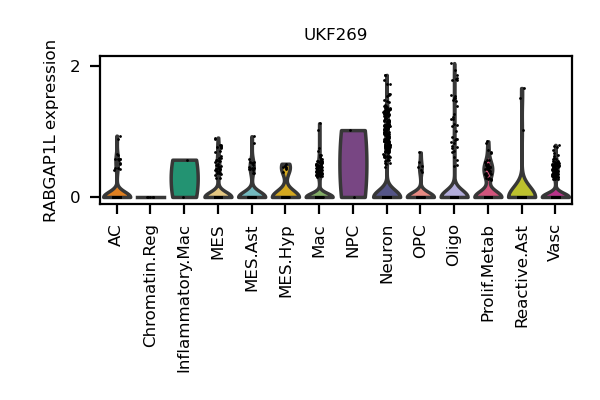 UKF269
RABGAP1L expression
2
0
AC
Chromatin.Reg
Inflammatory.Mac
MES
MES.Ast
MES.Hyp
Mac
NPC
Neuron
OPC
Oligo
Prolif.Metab
Reactive.Ast
Vasc